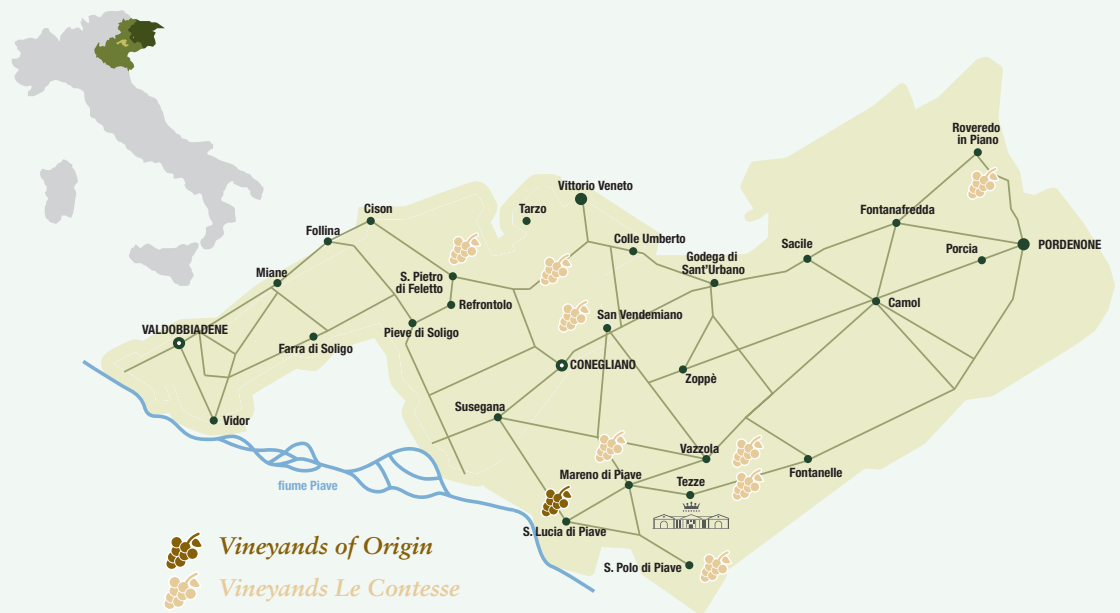 Roveredo
in Piano
Vittorio Veneto
Cison
Tarzo
Fontanafredda
Follina
Colle Umberto
Sacile
Porcia
PORDENONE
Godega di
Sant'Urbano
Miane
S. Pietro
di Feletto
Refrontolo
Camol
San Vendemiano
VALDOBBIADENE
Pieve di Soligo
Farra di Soligo
CONEGLIANO
Zoppè
Susegana
Vidor
Vazzola
Mareno di Piave
Fontanelle
Tezze
fiume Piave
S. Lucia di Piave
S. Polo di Piave
Vineyands of Origin
Vineyands Le Contesse